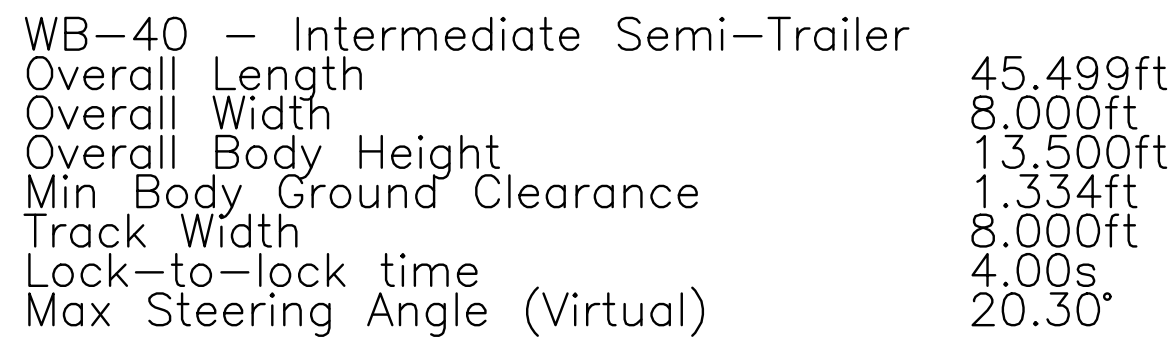 WB-40 - Intermediate Semi-Trailer
Overall Length 45.499ft
Overall Width 8.000ft
Overall Body Height 13.500ft
Min Body Ground Clearance 1.334ft
Track Width 8.000ft
Lock-to-lock time 4.00s
Max Steering Angle (Virtual) 20.30°